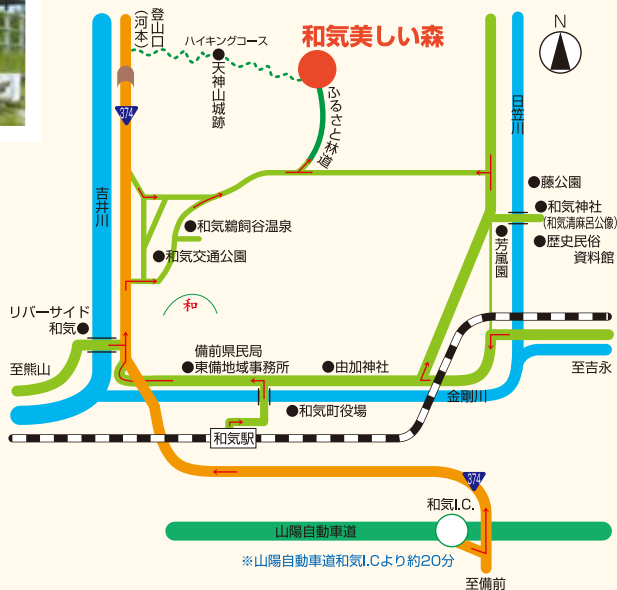 登山口
(河本)
ハイキングコース
天神山城跡
和気美しい森
N
374
ふるさと林道
日笠川
吉井川
藤公園
和気神社
(和気清麻呂公像)
歴史民俗
資料館
芳嵐園
和気鵜飼谷温泉
和気交通公園
和
リバーサイド
和気
備前県民局
東備地域事務所
由加神社
至熊山
至吉永
金剛川
和気町役場
和気駅
374
和気I.C.
山陽自動車道
※山陽自動車道和気I.Cより約20分
至備前